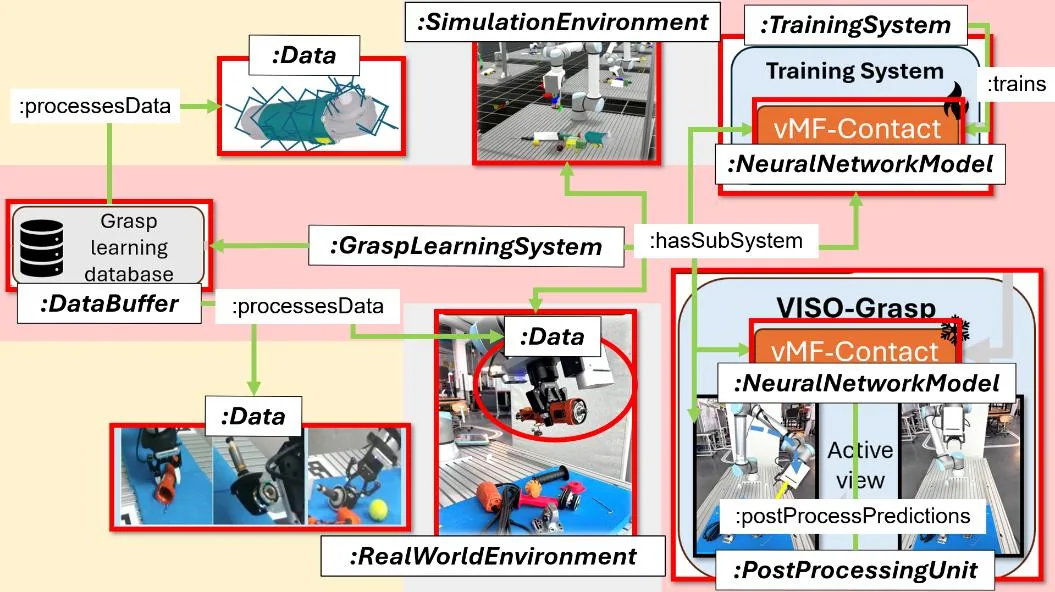 :SimulationEnvironment
:TrainingSystem
:Data
Training System
:trains
:processesData
vMF-Contact
:NeuralNetworkModel
Grasp
learning
database
:GraspLearningSystem
:hasSubSystem
:DataBuffer
:processesData
VISO-Grasp
:Data
vMF-Contact
:NeuralNetworkModel
:Data
Active
view
:postProcessPredictions
:RealWorldEnvironment
:PostProcessingUnit